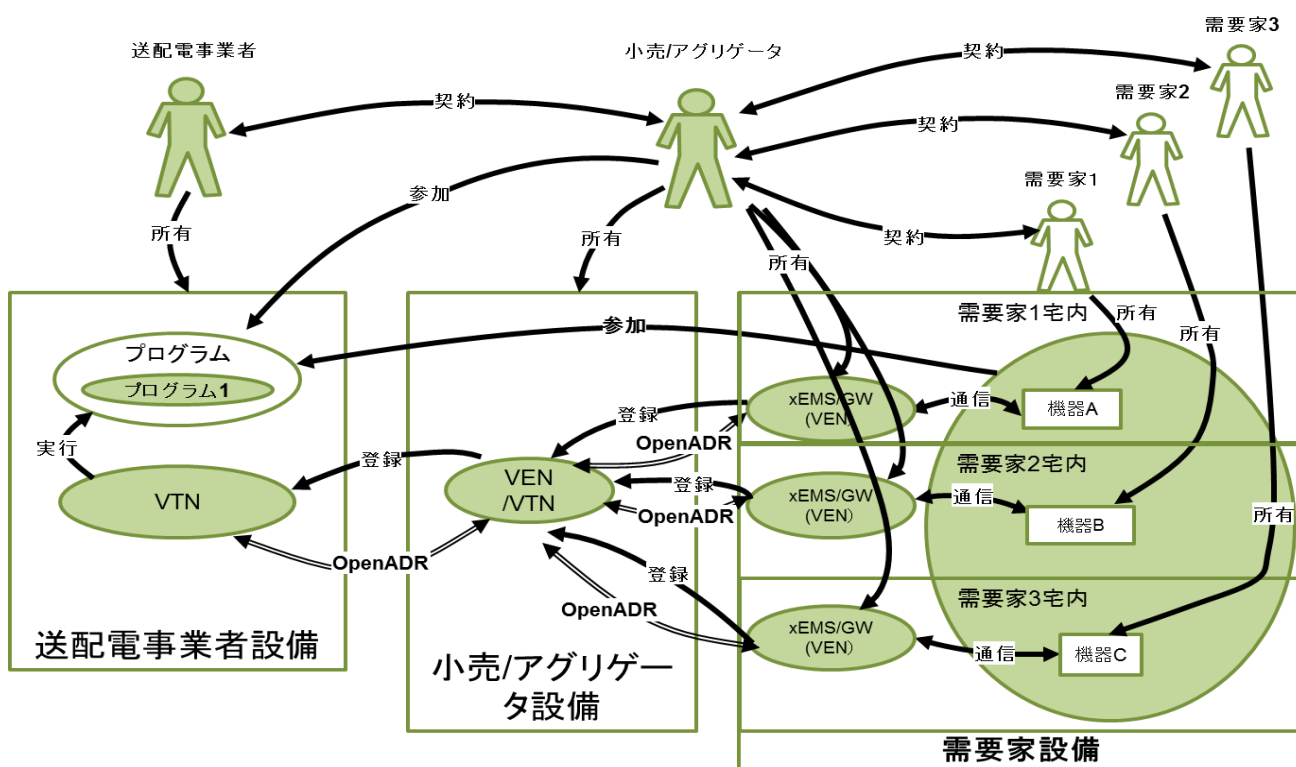 需要家3
送配電事業者
小売/アグリゲータ
契約
需要家2
契約
契約
需要家1
参加
契約
所有
所有
所有
需要家1宅内
所有
参加
所有
プログラム
プログラム1
xEMS/GW
(VEN)
通信
機器A
登録
OpenADR
実行
登録
需要家2宅内
VEN
/VTN
登録
xEMS/GW
(VEN)
通信
VTN
OpenADR
機器B
所有
OpenADR
登録
需要家3宅内
OpenADR
xEMS/GW
(VEN)
通信
機器C
送配電事業者設備
小売/アグリゲー
タ設備
需要家設備